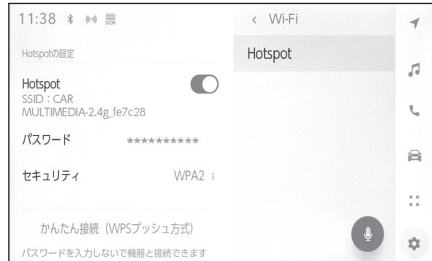 11:38
Hotspotの設定
Hotspot
SSID：CAR
MULTIMEDIA-2.4g_fe7c28
パスワード **********
セキュリティ WPA2
かんたん接続（WPSプッシュ方式）
パスワードを入力しないで機器と接続できます
< Wi-Fi
Hotspot